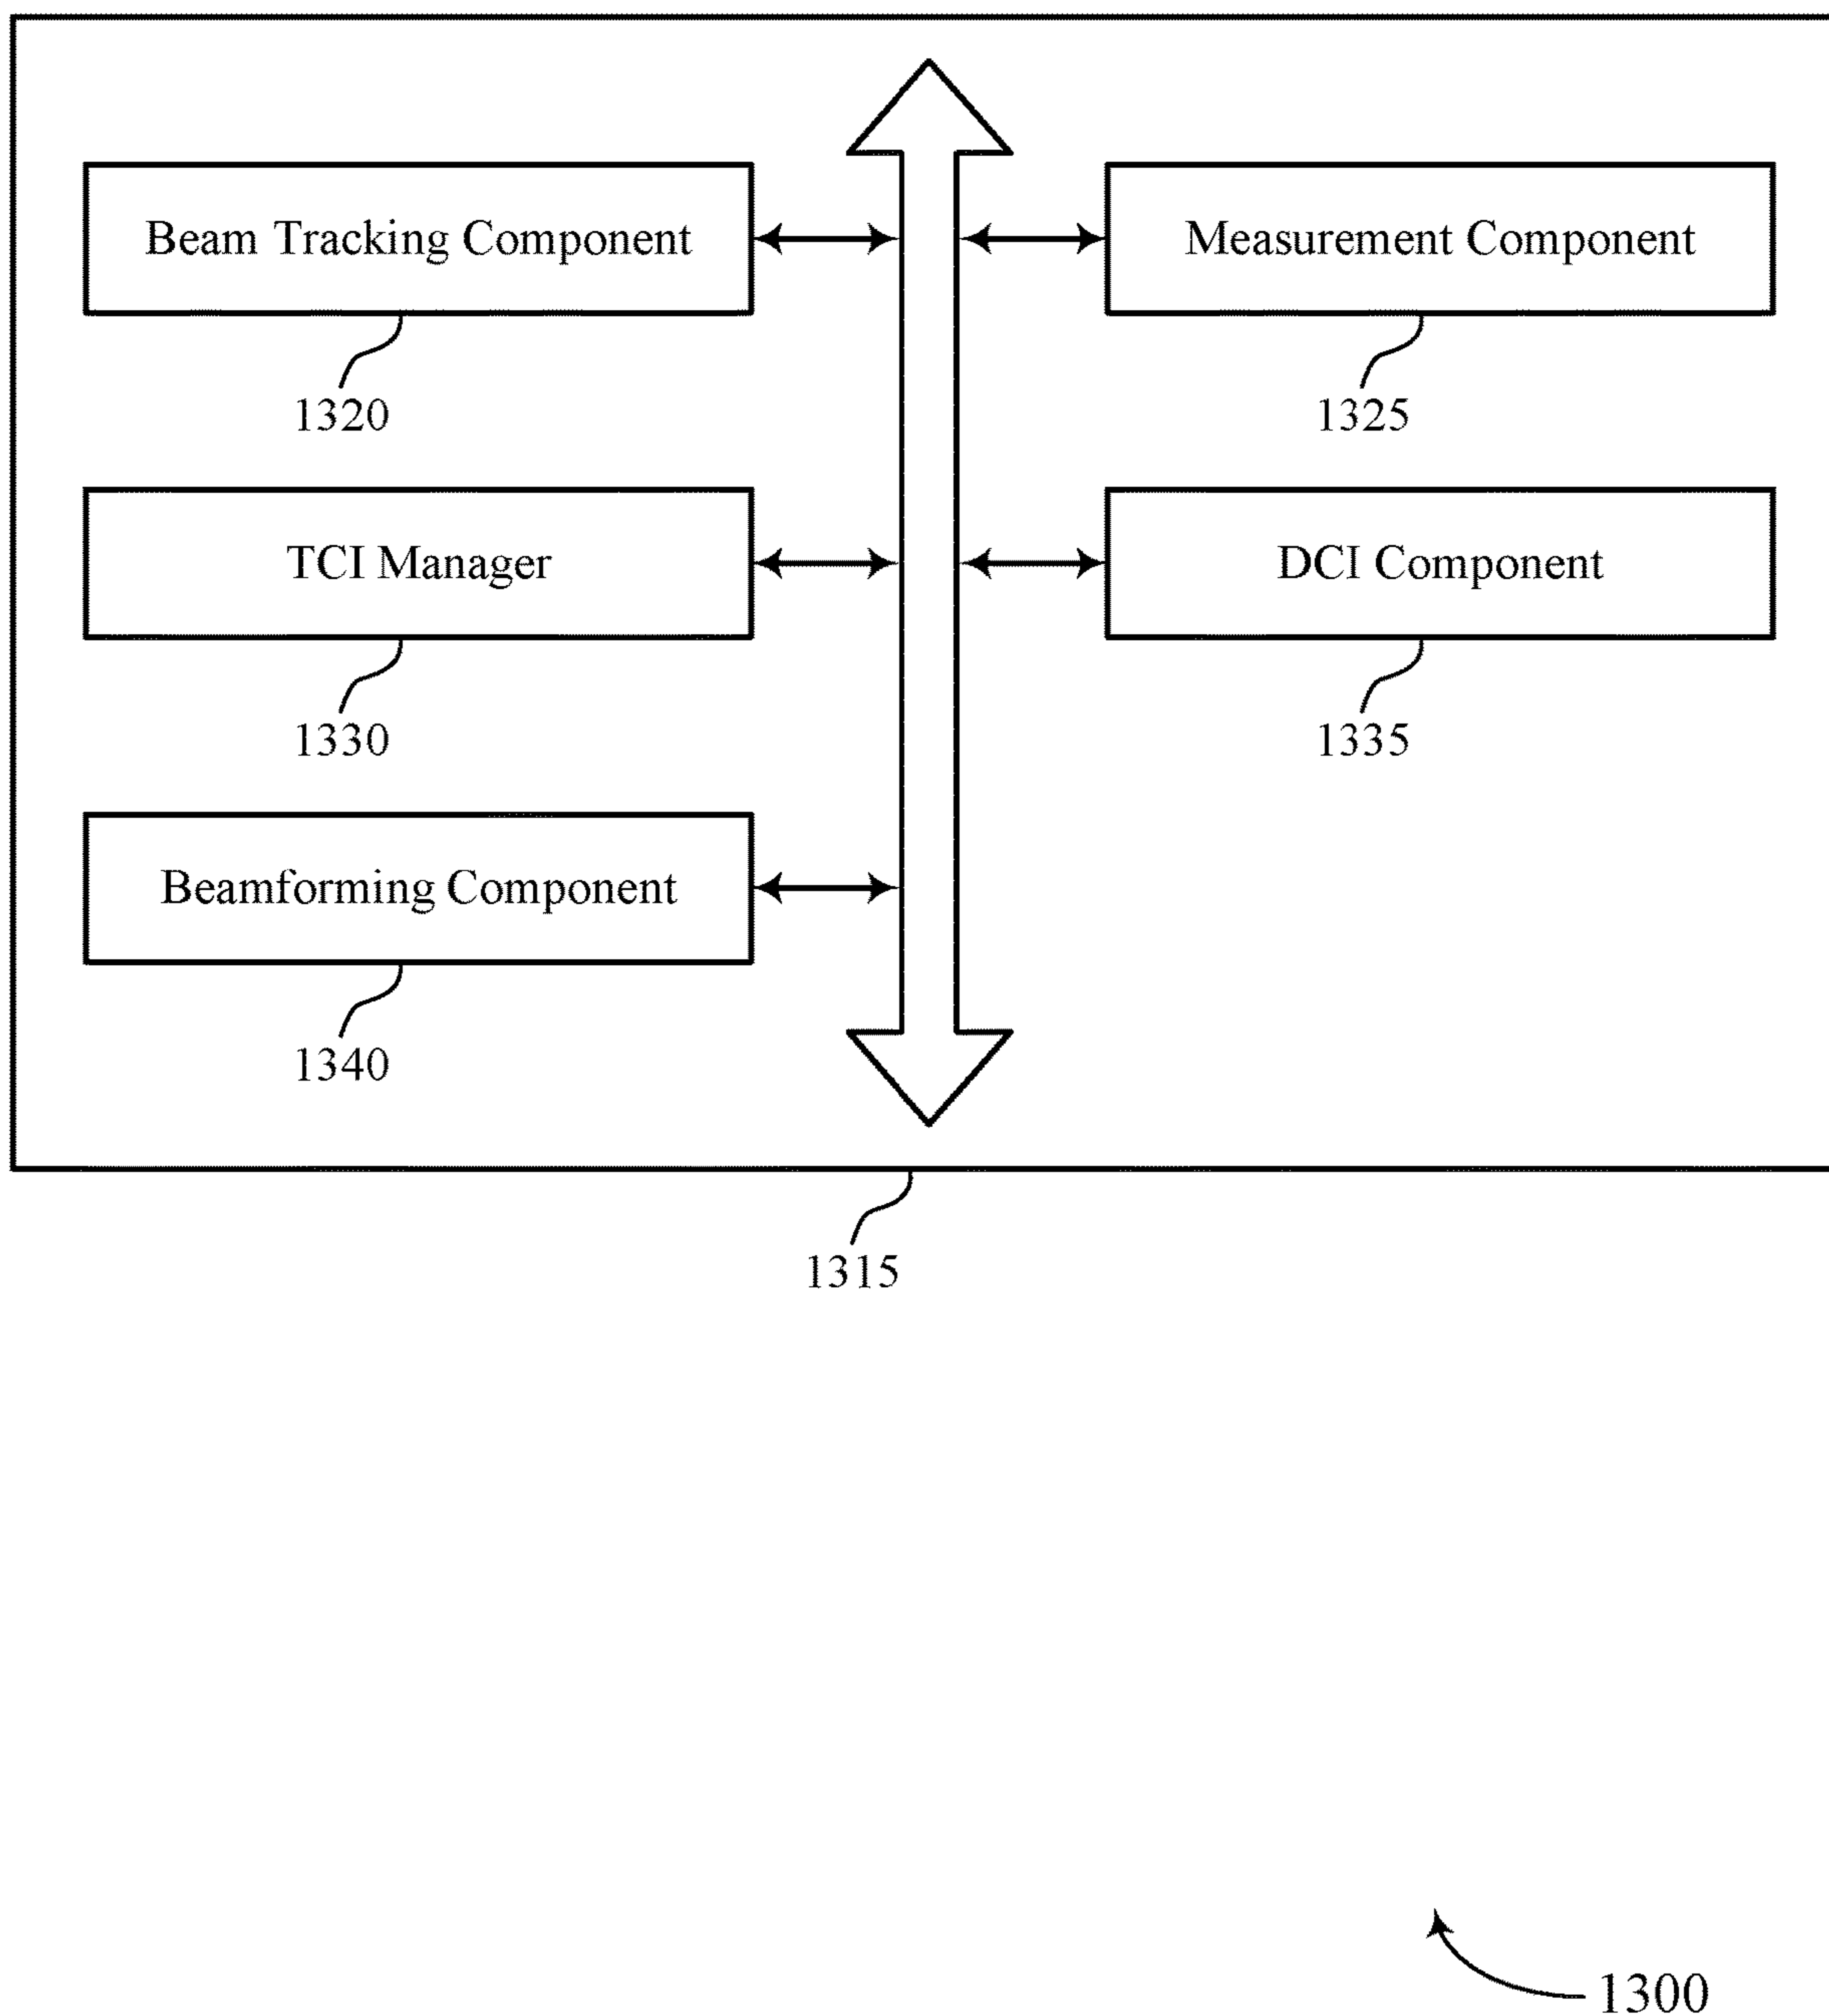 Beam Tracking Component
Measurement Component
1320
1325
TCI Manager
DCI Component
1330
1335
Beamforming Component
1340
1315
1300